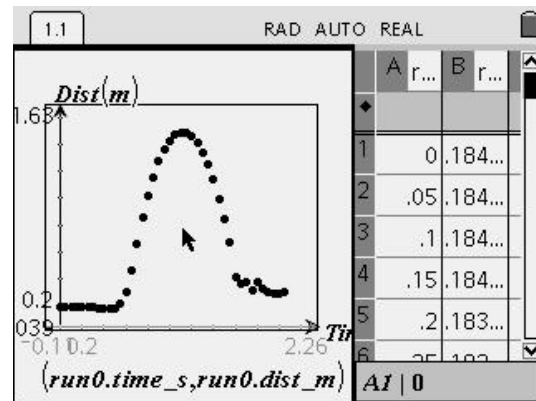 1.1 RAD AUTO REAL
Dist(m)
1.63
0.2
039
-0.1 0.2 2.26
(run0.time_s,run0.dist_m)
A r... B r...
1 0 .184...
2 .05 .184...
3 .1 .184...
4 .15 .184...
5 .2 .183...
6
A1 | 0